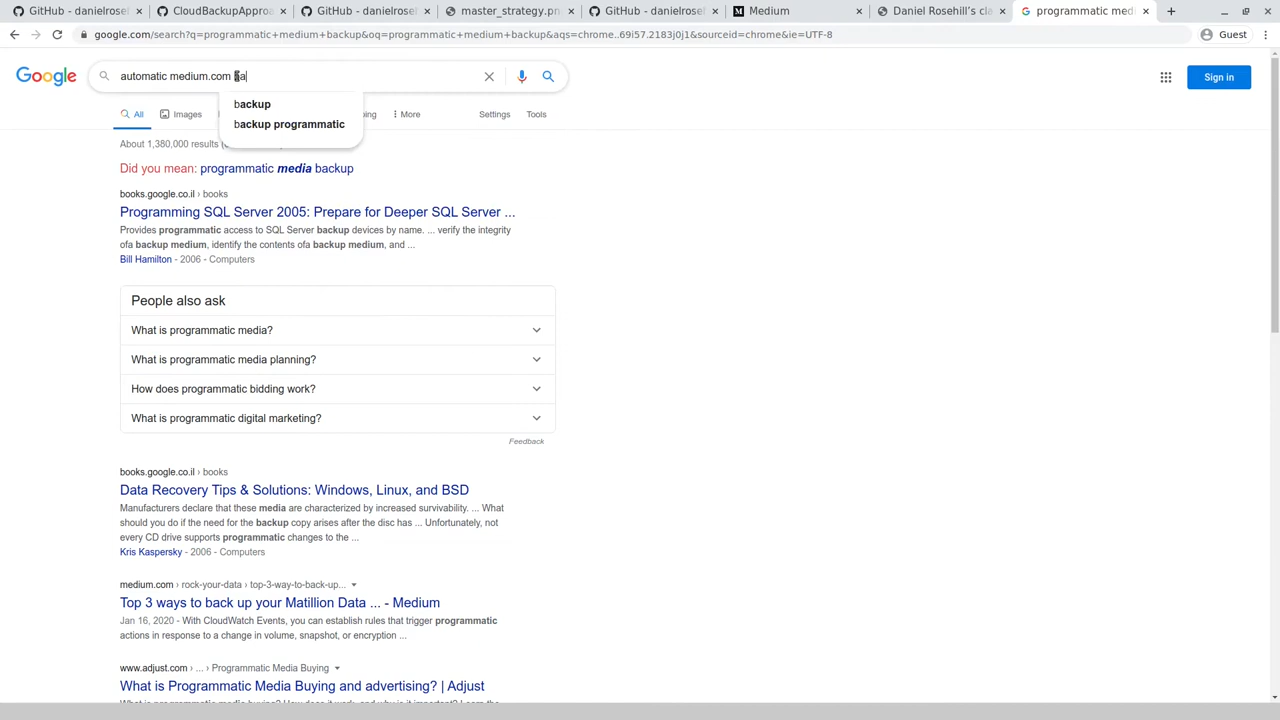 GitHub - danielrosef
CloudBackupApproa
GitHub - danielrosef
master_strategy.pn
GitHub - danielrosef
Medium
Daniel Rosehill's cla
programmatic medi
google.com/search?q=programmatic+medium+backup&oq=programmatic+medium+backup&aqs=chrome..69i57.2183j0j1&sourceid=chrome&ie=UTF-8
Guest
Google
automatic medium.com ba
Sign in
backup
backup programmatic
All
Images
ping
More
Settings
Tools
About 1,380,000 results
Did you mean: programmatic media backup
books.google.co.il › books
Programming SQL Server 2005: Prepare for Deeper SQL Server ...
Provides programmatic access to SQL Server backup devices by name. ... verify the integrity
ofa backup medium, identify the contents ofa backup medium, and ...
Bill Hamilton - 2006 - Computers
People also ask
What is programmatic media?
What is programmatic media planning?
How does programmatic bidding work?
What is programmatic digital marketing?
Feedback
books.google.co.il › books
Data Recovery Tips & Solutions: Windows, Linux, and BSD
Manufacturers declare that these media are characterized by increased survivability. ... What
should you do if the need for the backup copy arises after the disc has ... Unfortunately, not
every CD drive supports programmatic changes to the ...
Kris Kaspersky - 2006 - Computers
medium.com › rock-your-data › top-3-way-to-back-up...
Top 3 ways to back up your Matillion Data ... - Medium
Jan 16, 2020 - With CloudWatch Events, you can establish rules that trigger programmatic
actions in response to a change in volume, snapshot, or encryption ...
www.adjust.com › ... › Programmatic Media Buying
What is Programmatic Media Buying and advertising? | Adjust